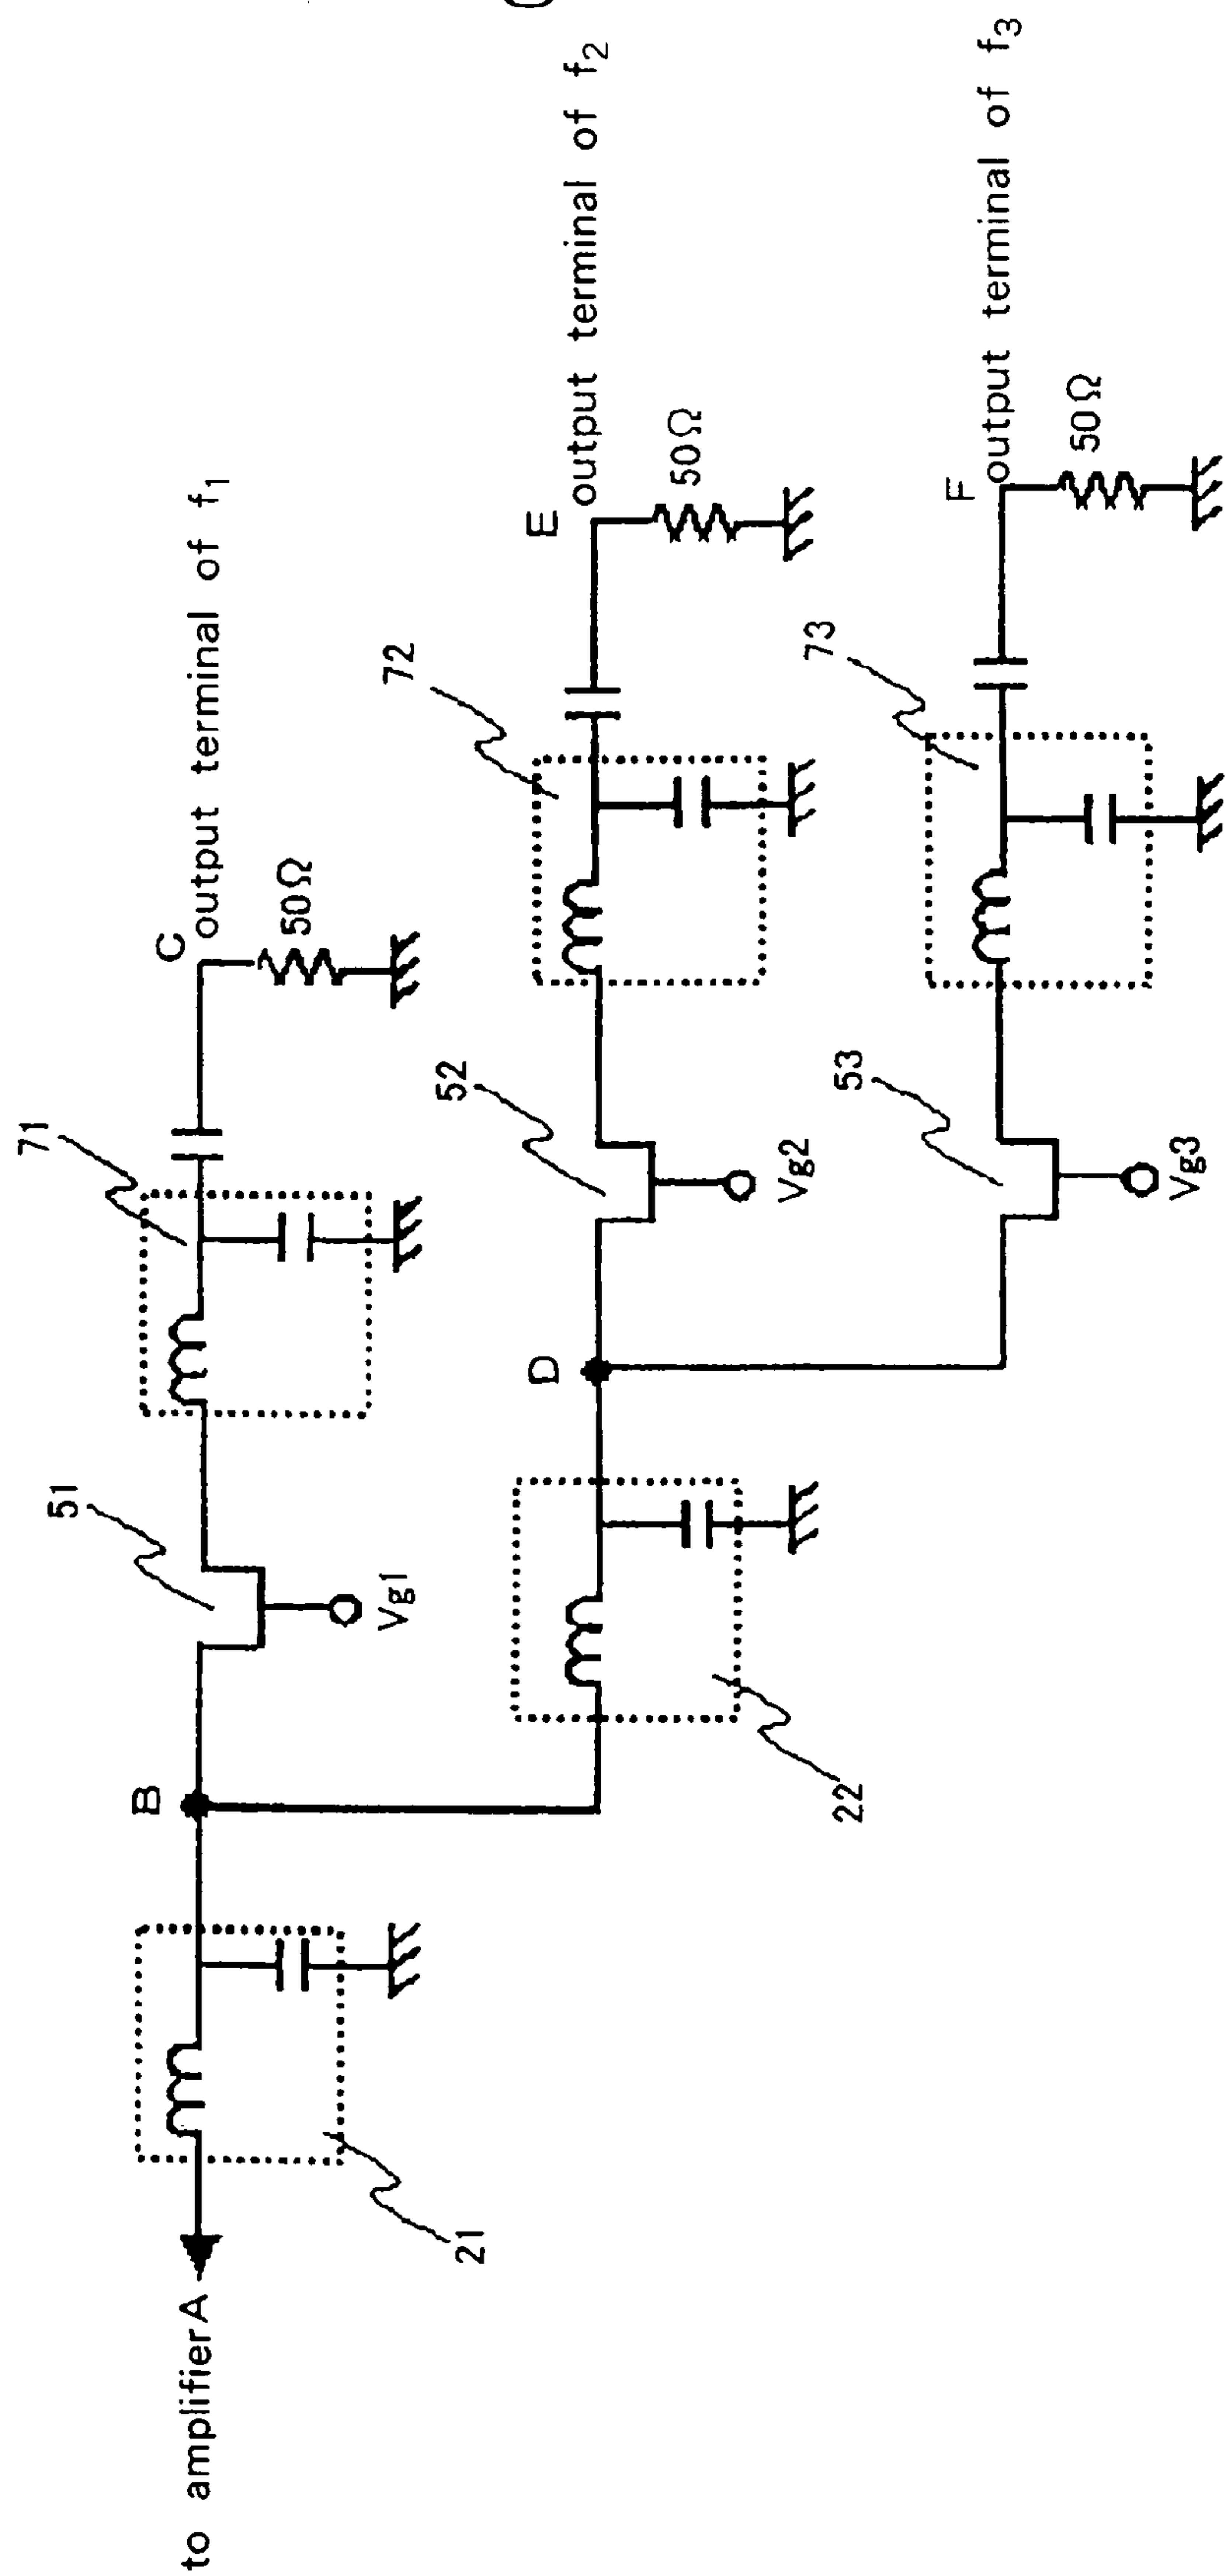 to amplifier A
21
B
51
Vg1
71
C
output terminal of f1
50Ω
22
D
52
Vg2
72
E
output terminal of f2
50Ω
53
Vg3
73
F
output terminal of f3
50Ω